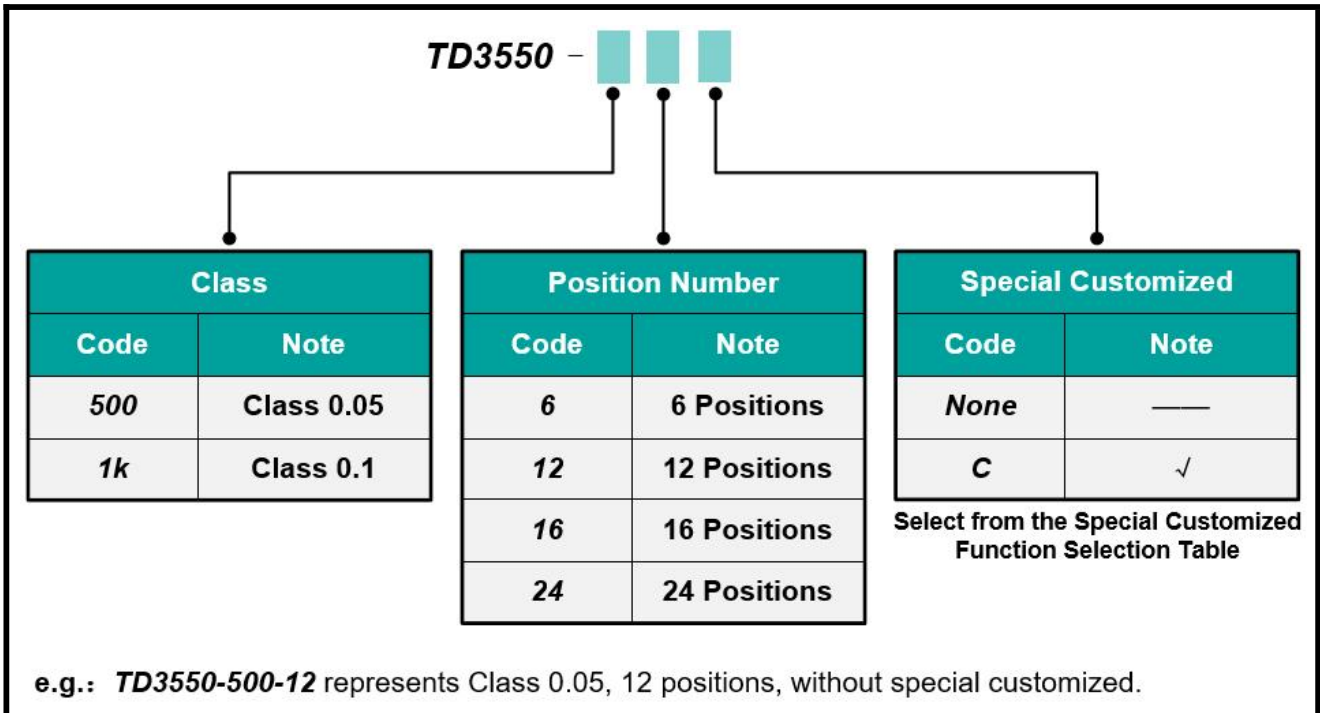 TD3550 –
Class
Code Note
500 Class 0.05
1k Class 0.1
Position Number
Code Note
6 6 Positions
12 12 Positions
16 16 Positions
24 24 Positions
Special Customized
Code Note
None ——
C √
Select from the Special Customized
Function Selection Table
e.g.: TD3550-500-12 represents Class 0.05, 12 positions, without special customized.